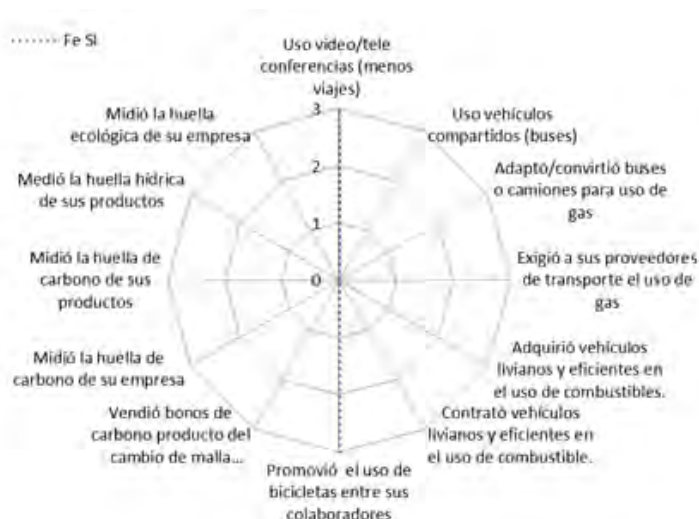 Fe Si
Uso video/tele
conferencias (menos
viajes)
Uso vehículos
compartidos (buses)
Adapto/convirtió buses
o camiones para uso de
gas
Exigió a sus proveedores
de transporte el uso de
gas
Adquirió vehículos
livianos y eficientes en
el uso de combustibles.
Contrató vehículos
livianos y eficientes en
el uso de combustible.
Promovió el uso de
bicicletas entre sus
colaboradores
Vendió bonos de
carbono producto del
cambio de malla...
Midió la huella de
carbono de su empresa
Midió la huella de
carbono de sus
productos
Medió la huella hídrica
de sus productos
Midió la huella
ecológica de su empresa
3
2
1
0